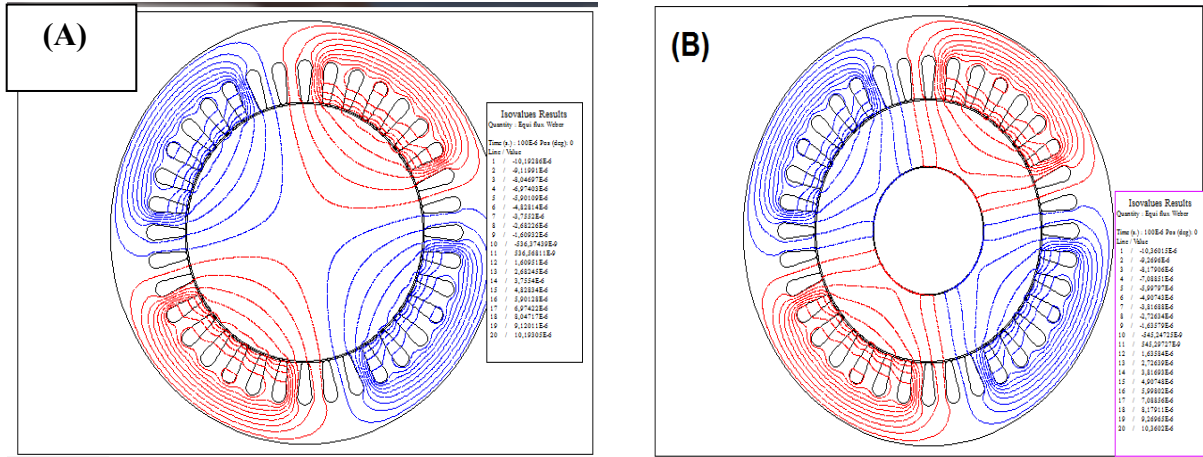 (A)
Isovalues Results
Quantity : Equi flux Weber
Time (s.) : 100E-6 Pos (deg): 0
Line / Value
1 / -10,19286E-6
2 / -9,11991E-6
3 / -8,04697E-6
4 / -6,97403E-6
5 / -5,90109E-6
6 / -4,82814E-6
7 / -3,7552E-6
8 / -2,68226E-6
9 / -1,60932E-6
10 / -536,37439E-9
11 / 536,56811E-9
12 / 1,60951E-6
13 / 2,68245E-6
14 / 3,7554E-6
15 / 4,82834E-6
16 / 5,90128E-6
17 / 6,97422E-6
18 / 8,04717E-6
19 / 9,12011E-6
20 / 10,19305E-6
(B)
Isovalues Results
Quantity : Equi flux Weber
Time (s.) : 100E-6 Pos (deg): 0
Line / Value
1 / -10,36015E-6
2 / -9,2696E-6
3 / -8,17906E-6
4 / -7,08851E-6
5 / -5,99797E-6
6 / -4,90743E-6
7 / -3,81688E-6
8 / -2,72634E-6
9 / -1,63579E-6
10 / -545,24725E-9
11 / 545,29727E-9
12 / 1,63584E-6
13 / 2,72639E-6
14 / 3,81693E-6
15 / 4,90748E-6
16 / 5,99802E-6
17 / 7,08856E-6
18 / 8,17911E-6
19 / 9,26965E-6
20 / 10,3602E-6